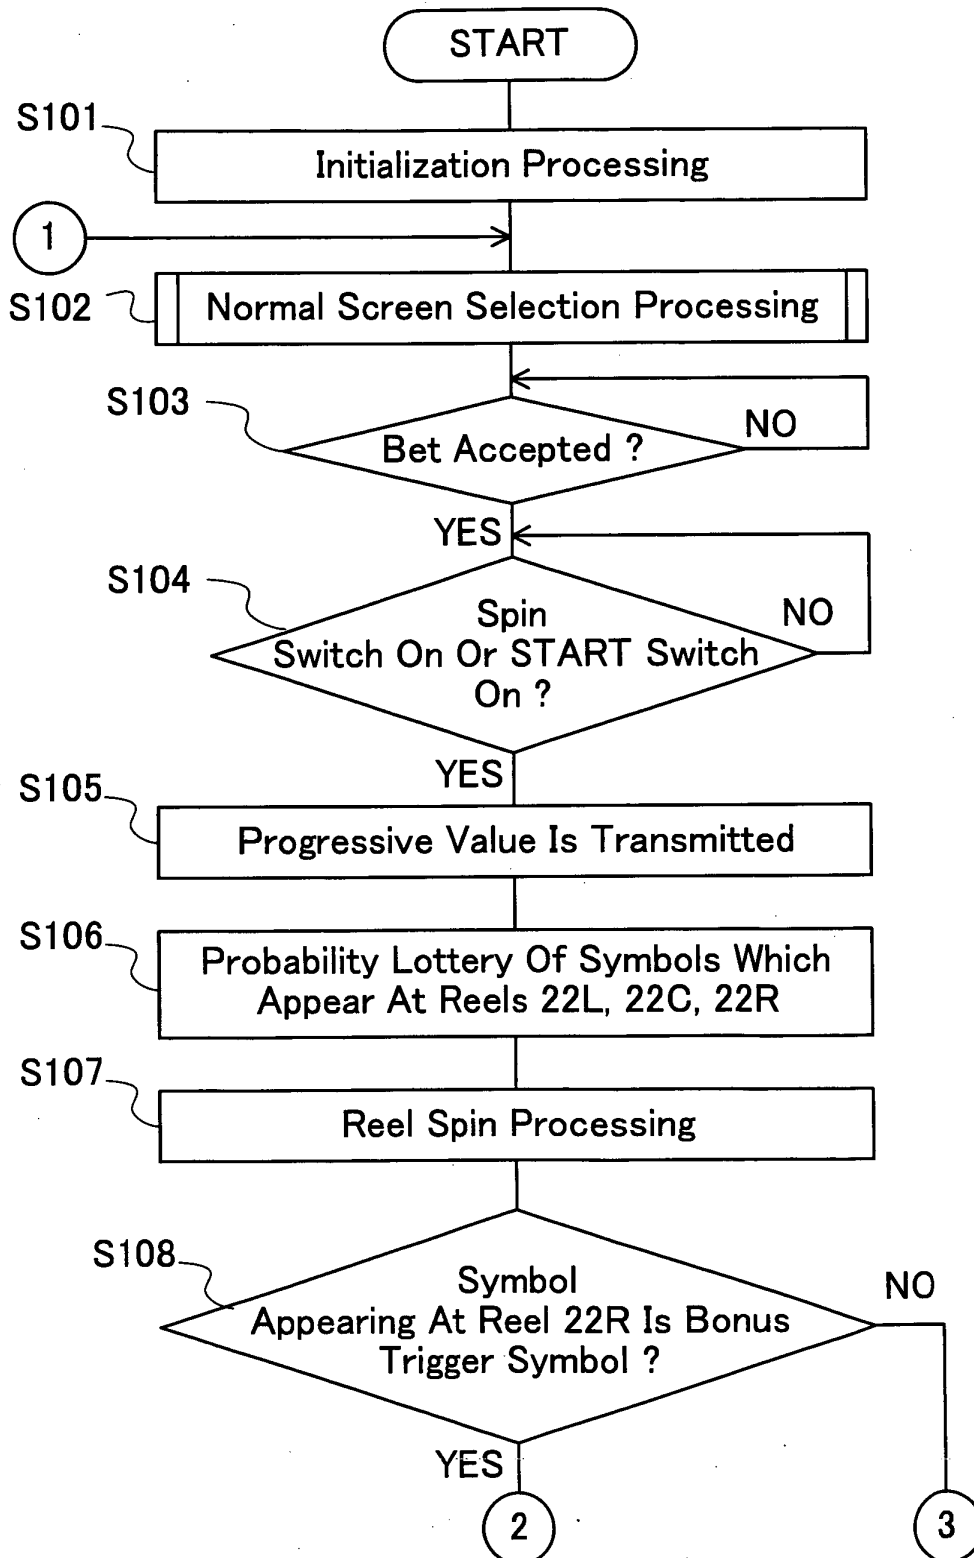 START
S101
Initialization Processing
1
S102
Normal Screen Selection Processing
S103
Bet Accepted ?
NO
YES
S104
Spin
Switch On Or START Switch
On ?
NO
YES
S105
Progressive Value Is Transmitted
S106
Probability Lottery Of Symbols Which
Appear At Reels 22L, 22C, 22R
S107
Reel Spin Processing
S108
Symbol
Appearing At Reel 22R Is Bonus
Trigger Symbol ?
NO
YES
2
3